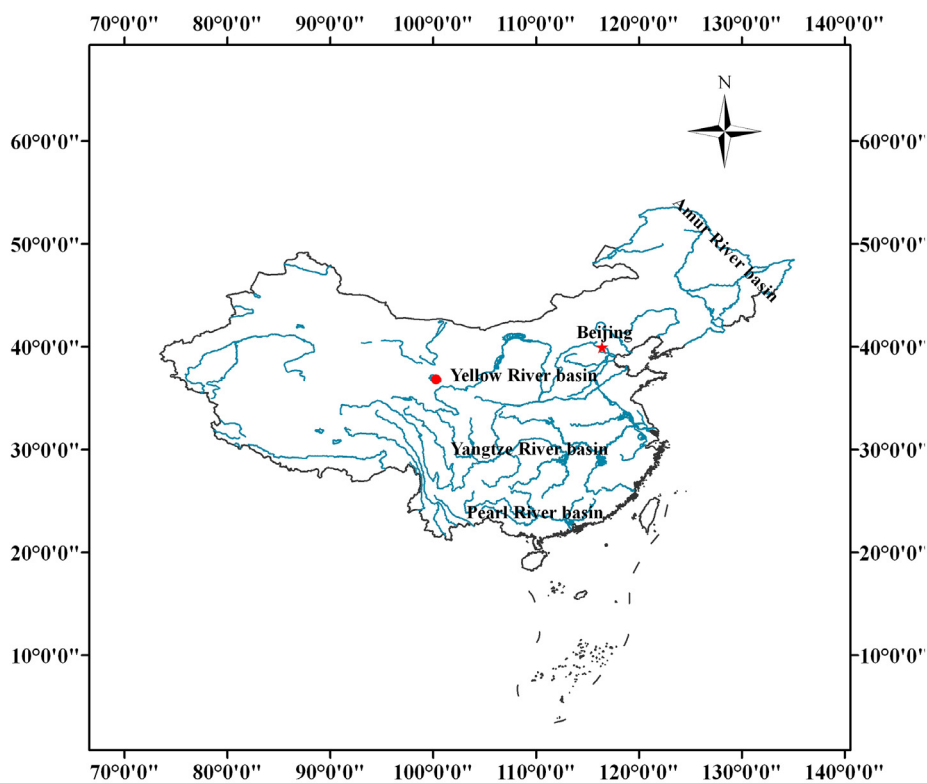 70°0'0" 80°0'0" 90°0'0" 100°0'0" 110°0'0" 120°0'0" 130°0'0" 140°0'0"
N
60°0'0" 60°0'0"
Amur River basin
50°0'0" 50°0'0"
Beijing
40°0'0" 40°0'0"
Yellow River basin
Yangtze River basin
30°0'0" 30°0'0"
Pearl River basin
20°0'0" 20°0'0"
10°0'0" 10°0'0"
70°0'0" 80°0'0" 90°0'0" 100°0'0" 110°0'0" 120°0'0" 130°0'0" 140°0'0"